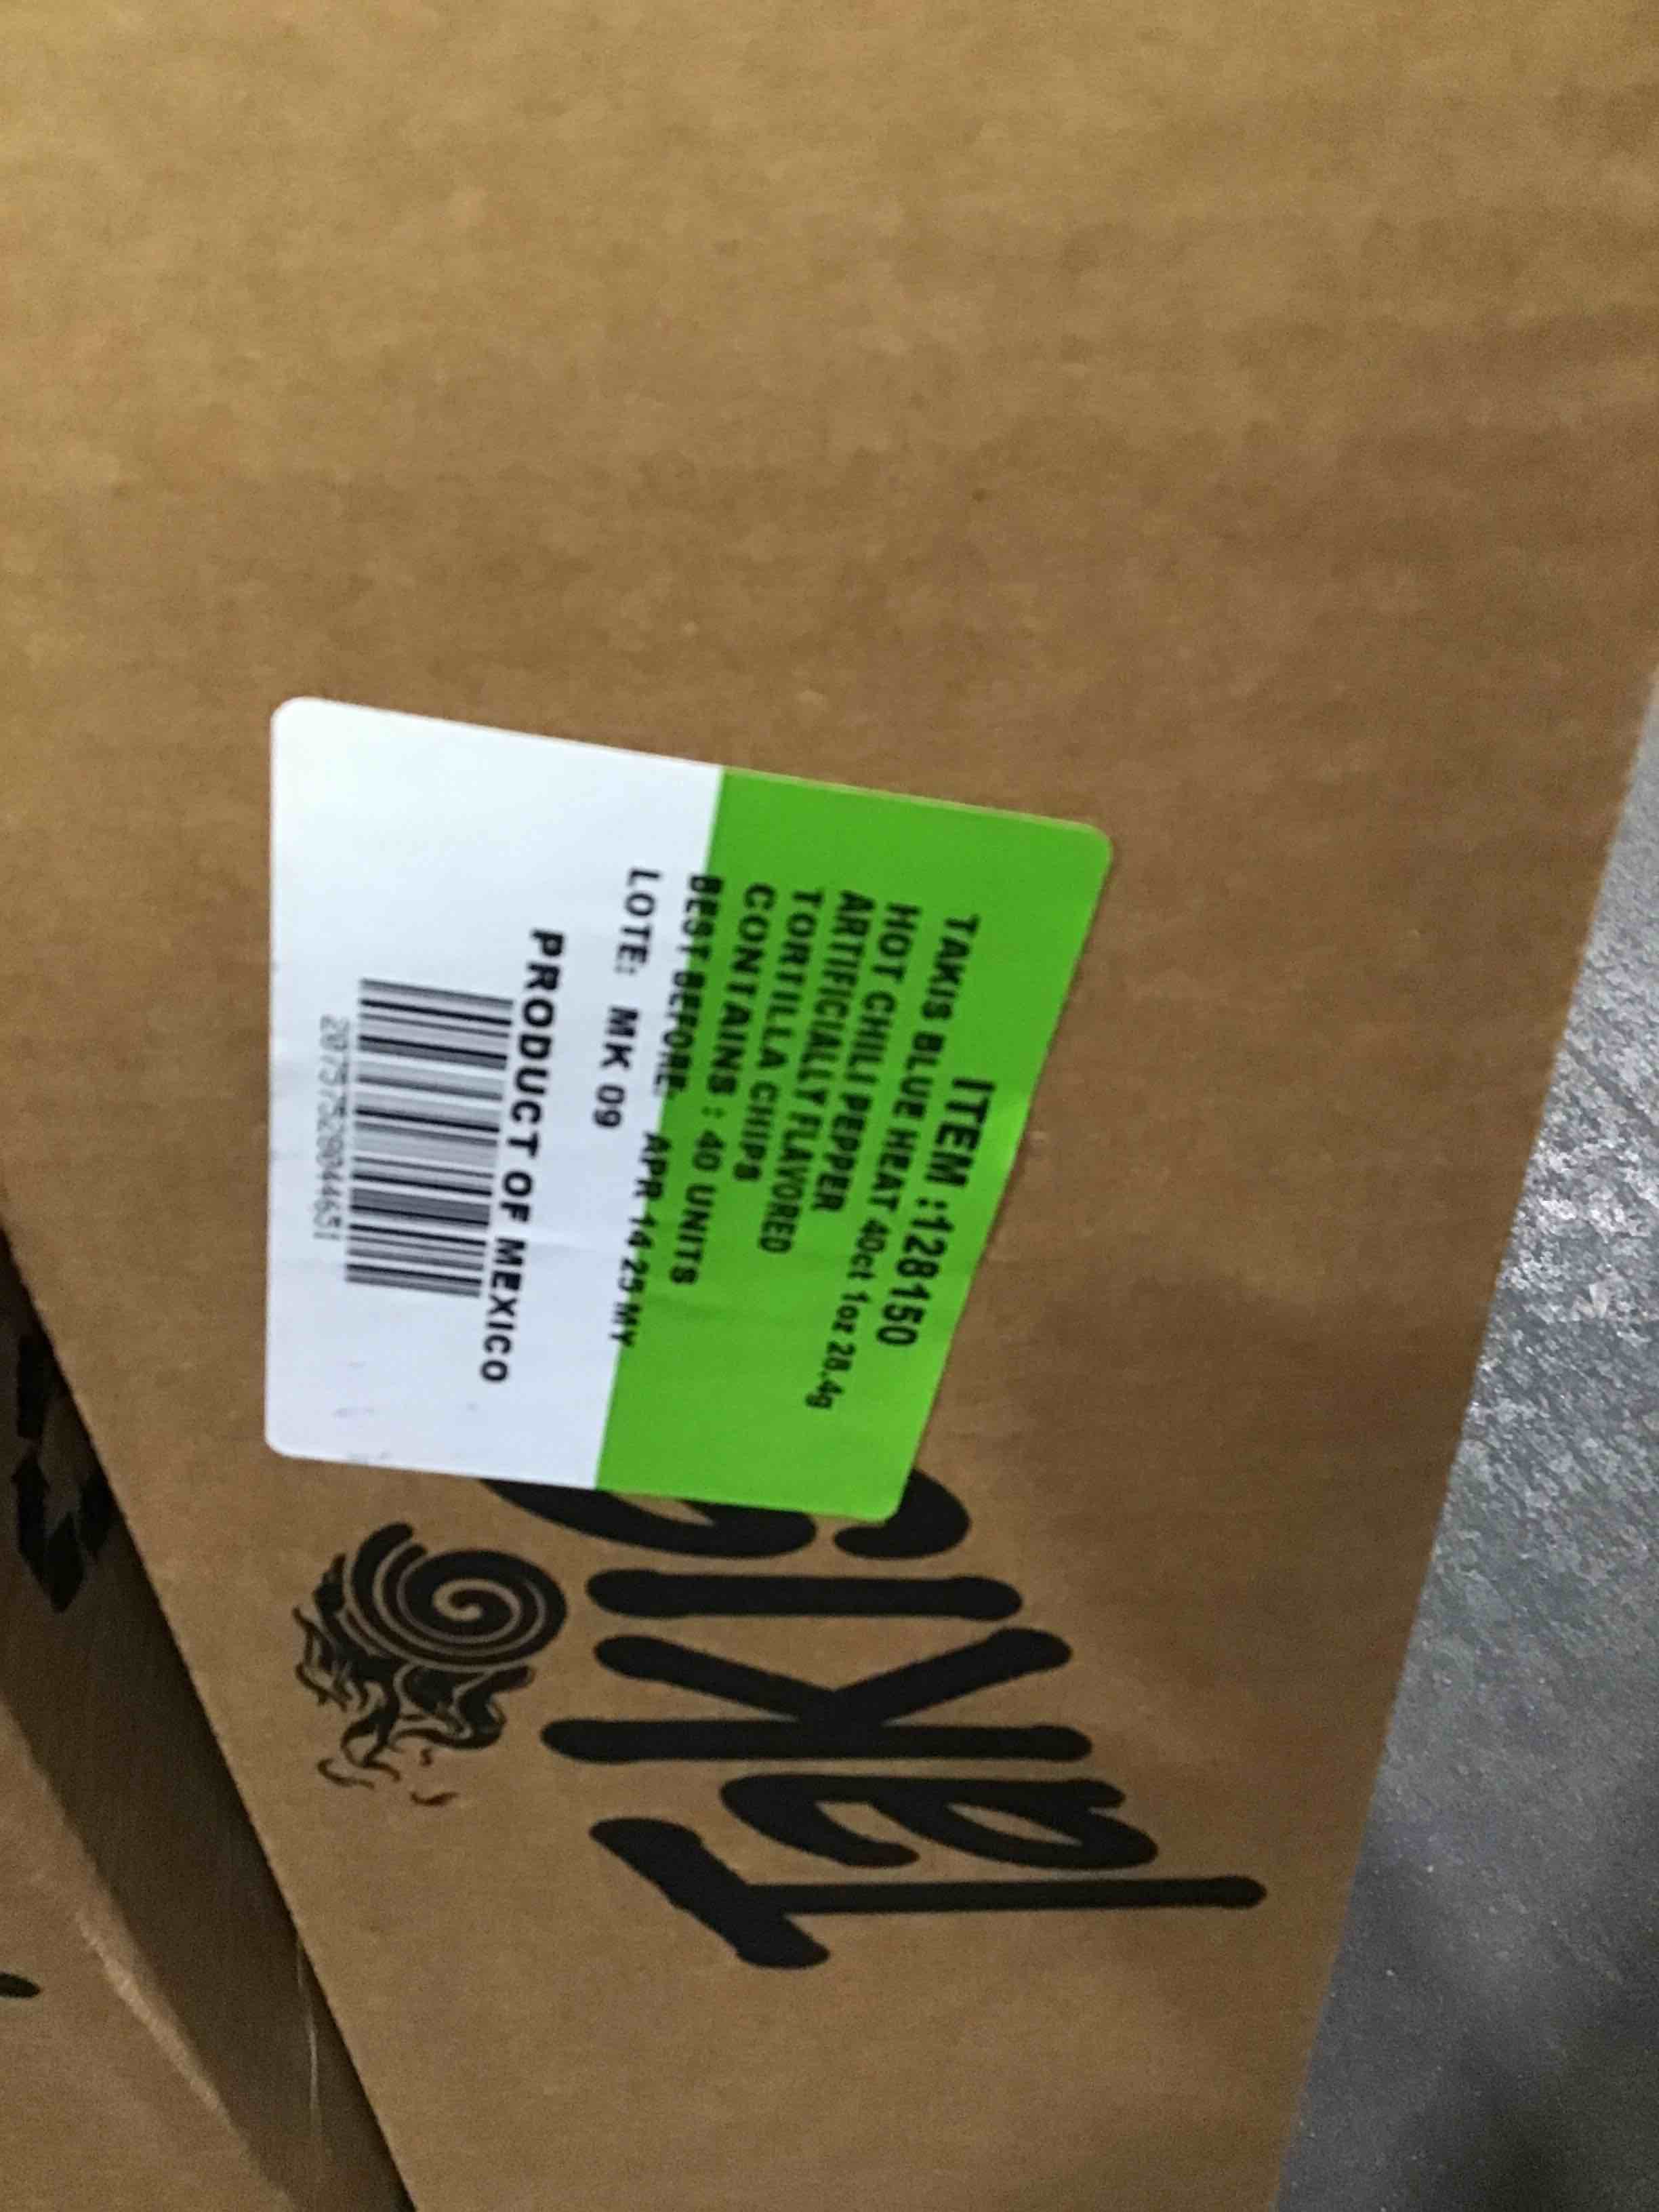 ITEM :128150
TAKIS BLUE HEAT 40ct 1oz 28.4g
HOT CHILI PEPPER
ARTIFICIALLY FLAVORED
TORTILLA CHIPS
CONTAINS : 40 UNITS
BEST BEFORE: APR 14 25 MY
LOTE: MK 09
PRODUCT OF MEXICO
Takis